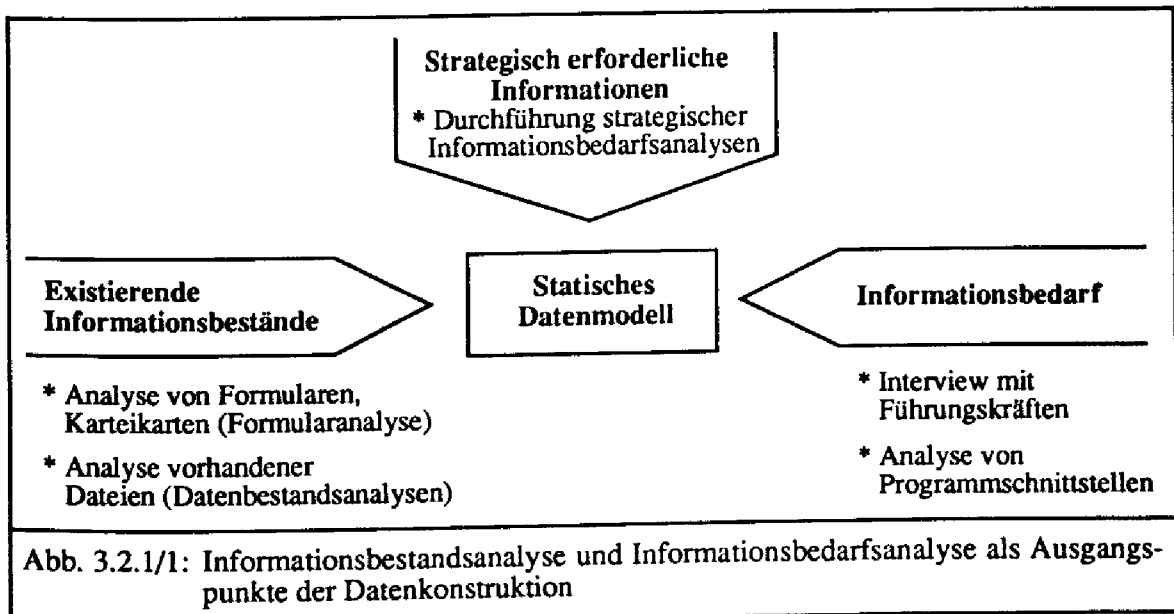 Strategisch erforderliche
Informationen
* Durchführung strategischer
Informationsbedarfsanalysen
Existierende
Informationsbestände
Statisches
Datenmodell
Informationsbedarf
* Analyse von Formularen,
Karteikarten (Formularanalyse)
* Analyse vorhandener
Dateien (Datenbestandsanalysen)
* Interview mit
Führungskräften
* Analyse von
Programmschnittstellen
Abb. 3.2.1/1: Informationsbestandsanalyse und Informationsbedarfsanalyse als Ausgangs-
punkte der Datenkonstruktion